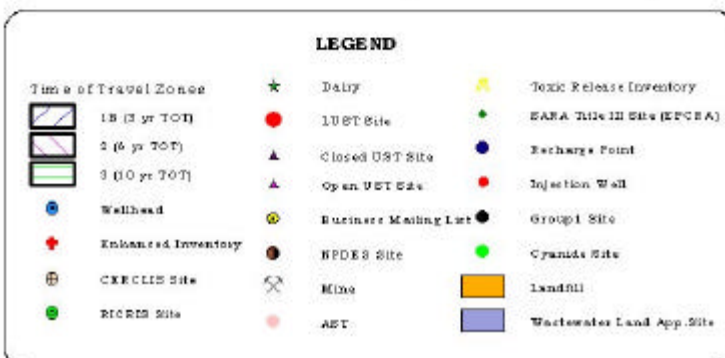 LEGEND
Time of Travel Zones
1B (3 yr TOT)
2 (6 yr TOT)
3 (10 yr TOT)
Wellhead
Enhanced Inventory
CERCLIS Site
RICRIS Site
Dairy
LUST Site
Closed UST Site
Open UST Site
Business Mailing List
NPDES Site
Mine
AST
Toxic Release Inventory
SARA Title III Site (EPCRA)
Recharge Point
Injection Well
Group1 Site
Cyanide Site
Landfill
Wastewater Land App. Site